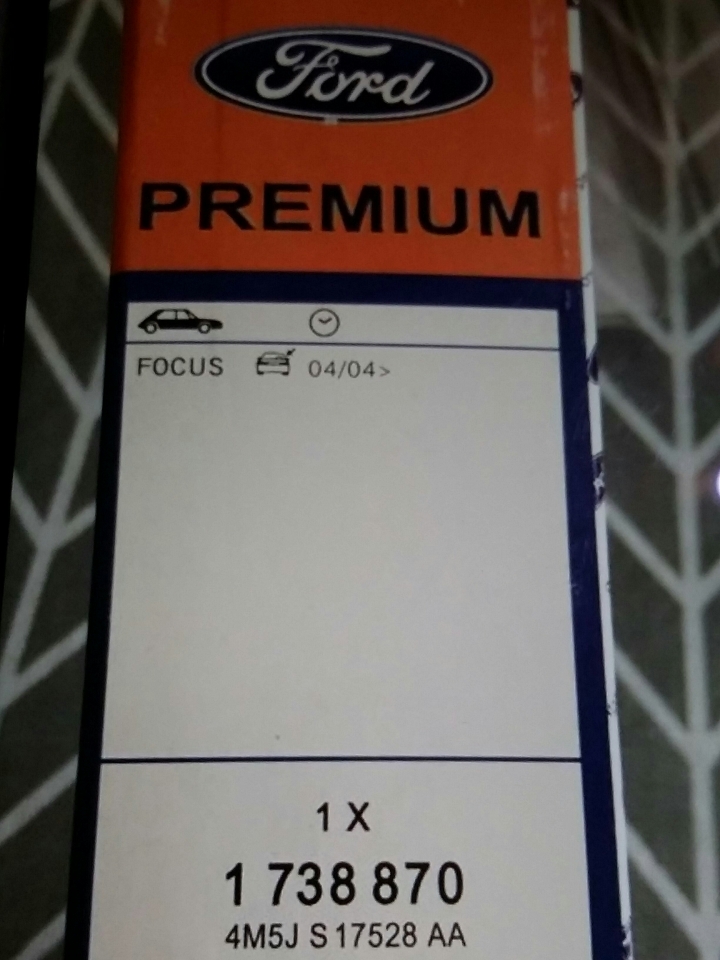 Ford
PREMIUM
FOCUS 04/04>
1 X
1 738 870
4M5J S 17528 AA